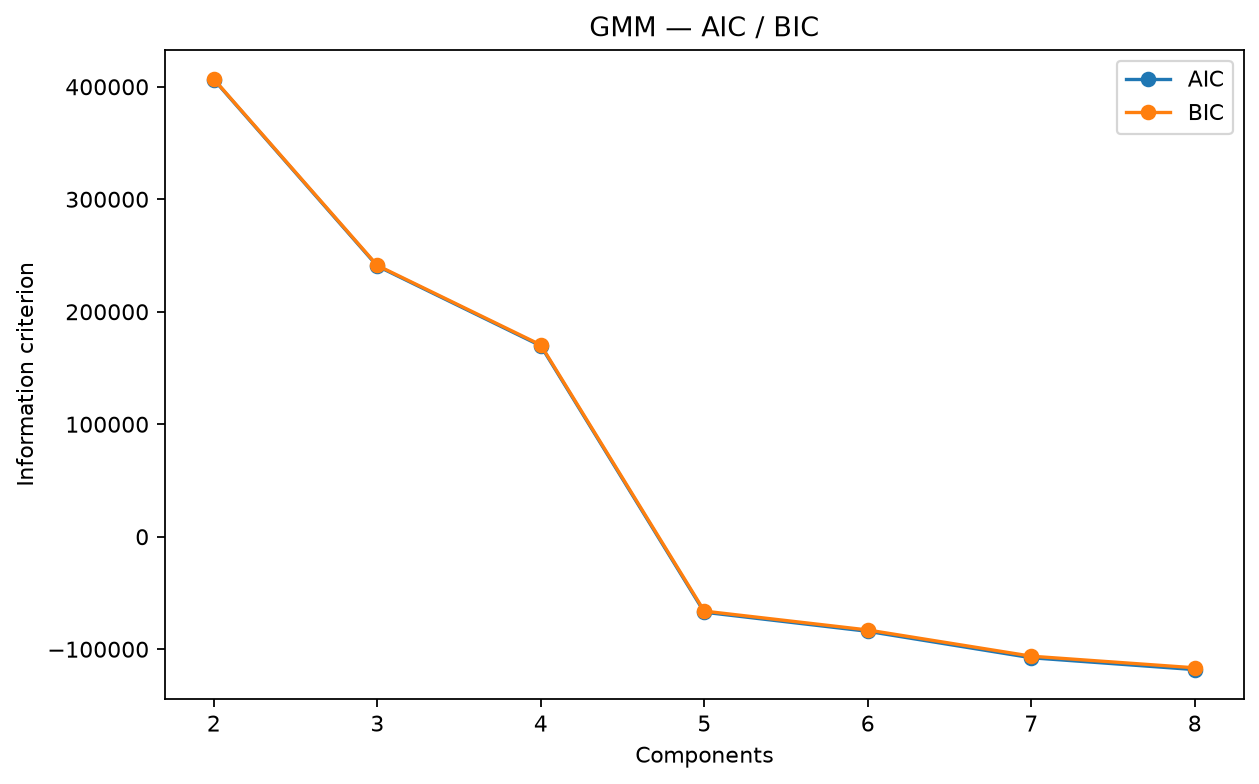 GMM — AIC / BIC
AIC
BIC
Information criterion
400000
300000
200000
100000
0
−100000
2 3 4 5 6 7 8
Components